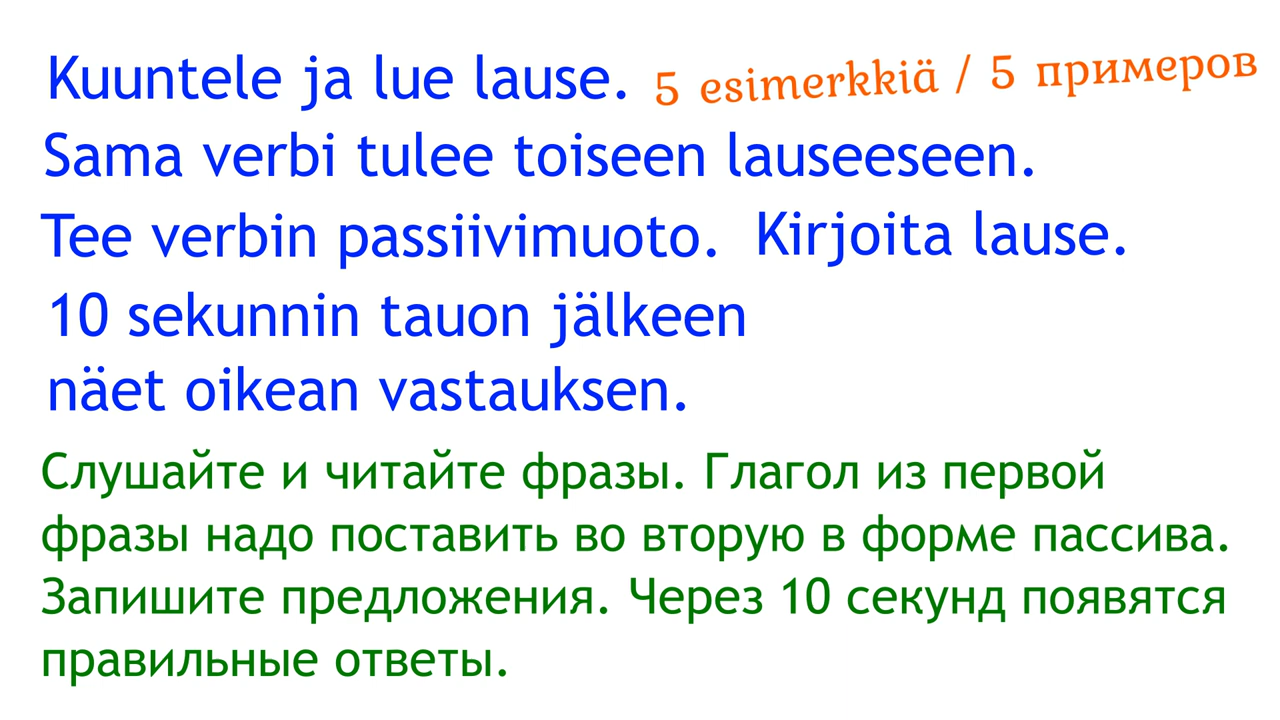 Kuuntele ja lue lause. 5 esimerkkiä / 5 примеров
Sama verbi tulee toiseen lauseeseen.
Tee verbin passiivimuoto. Kirjoita lause.
10 sekunnin tauon jälkeen
näet oikean vastauksen.
Слушайте и читайте фразы. Глагол из первой
фразы надо поставить во вторую в форме пассива.
Запишите предложения. Через 10 секунд появятся
правильные ответы.